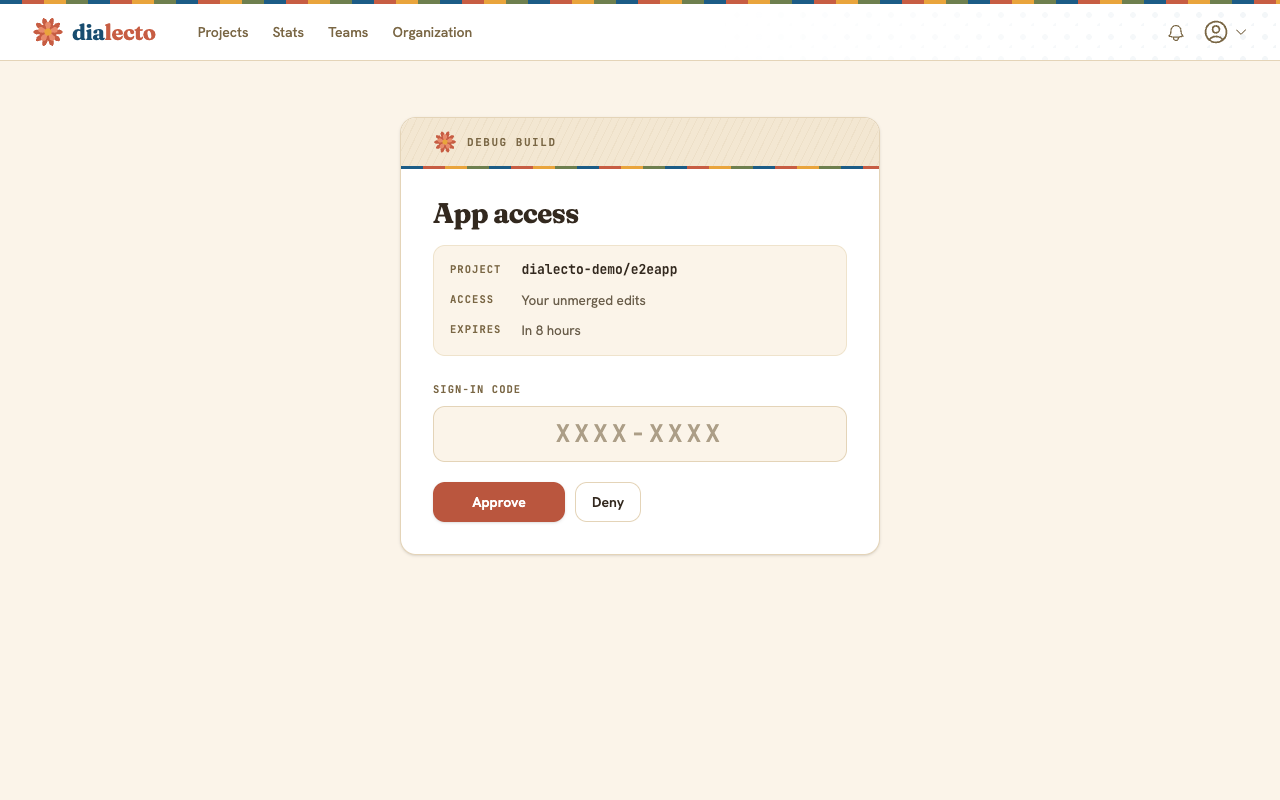 dialecto Projects Stats Teams Organization
DEBUG BUILD
App access
PROJECT dialecto-demo/e2eapp
ACCESS Your unmerged edits
EXPIRES In 8 hours
SIGN-IN CODE
XXXX-XXXX
Approve Deny